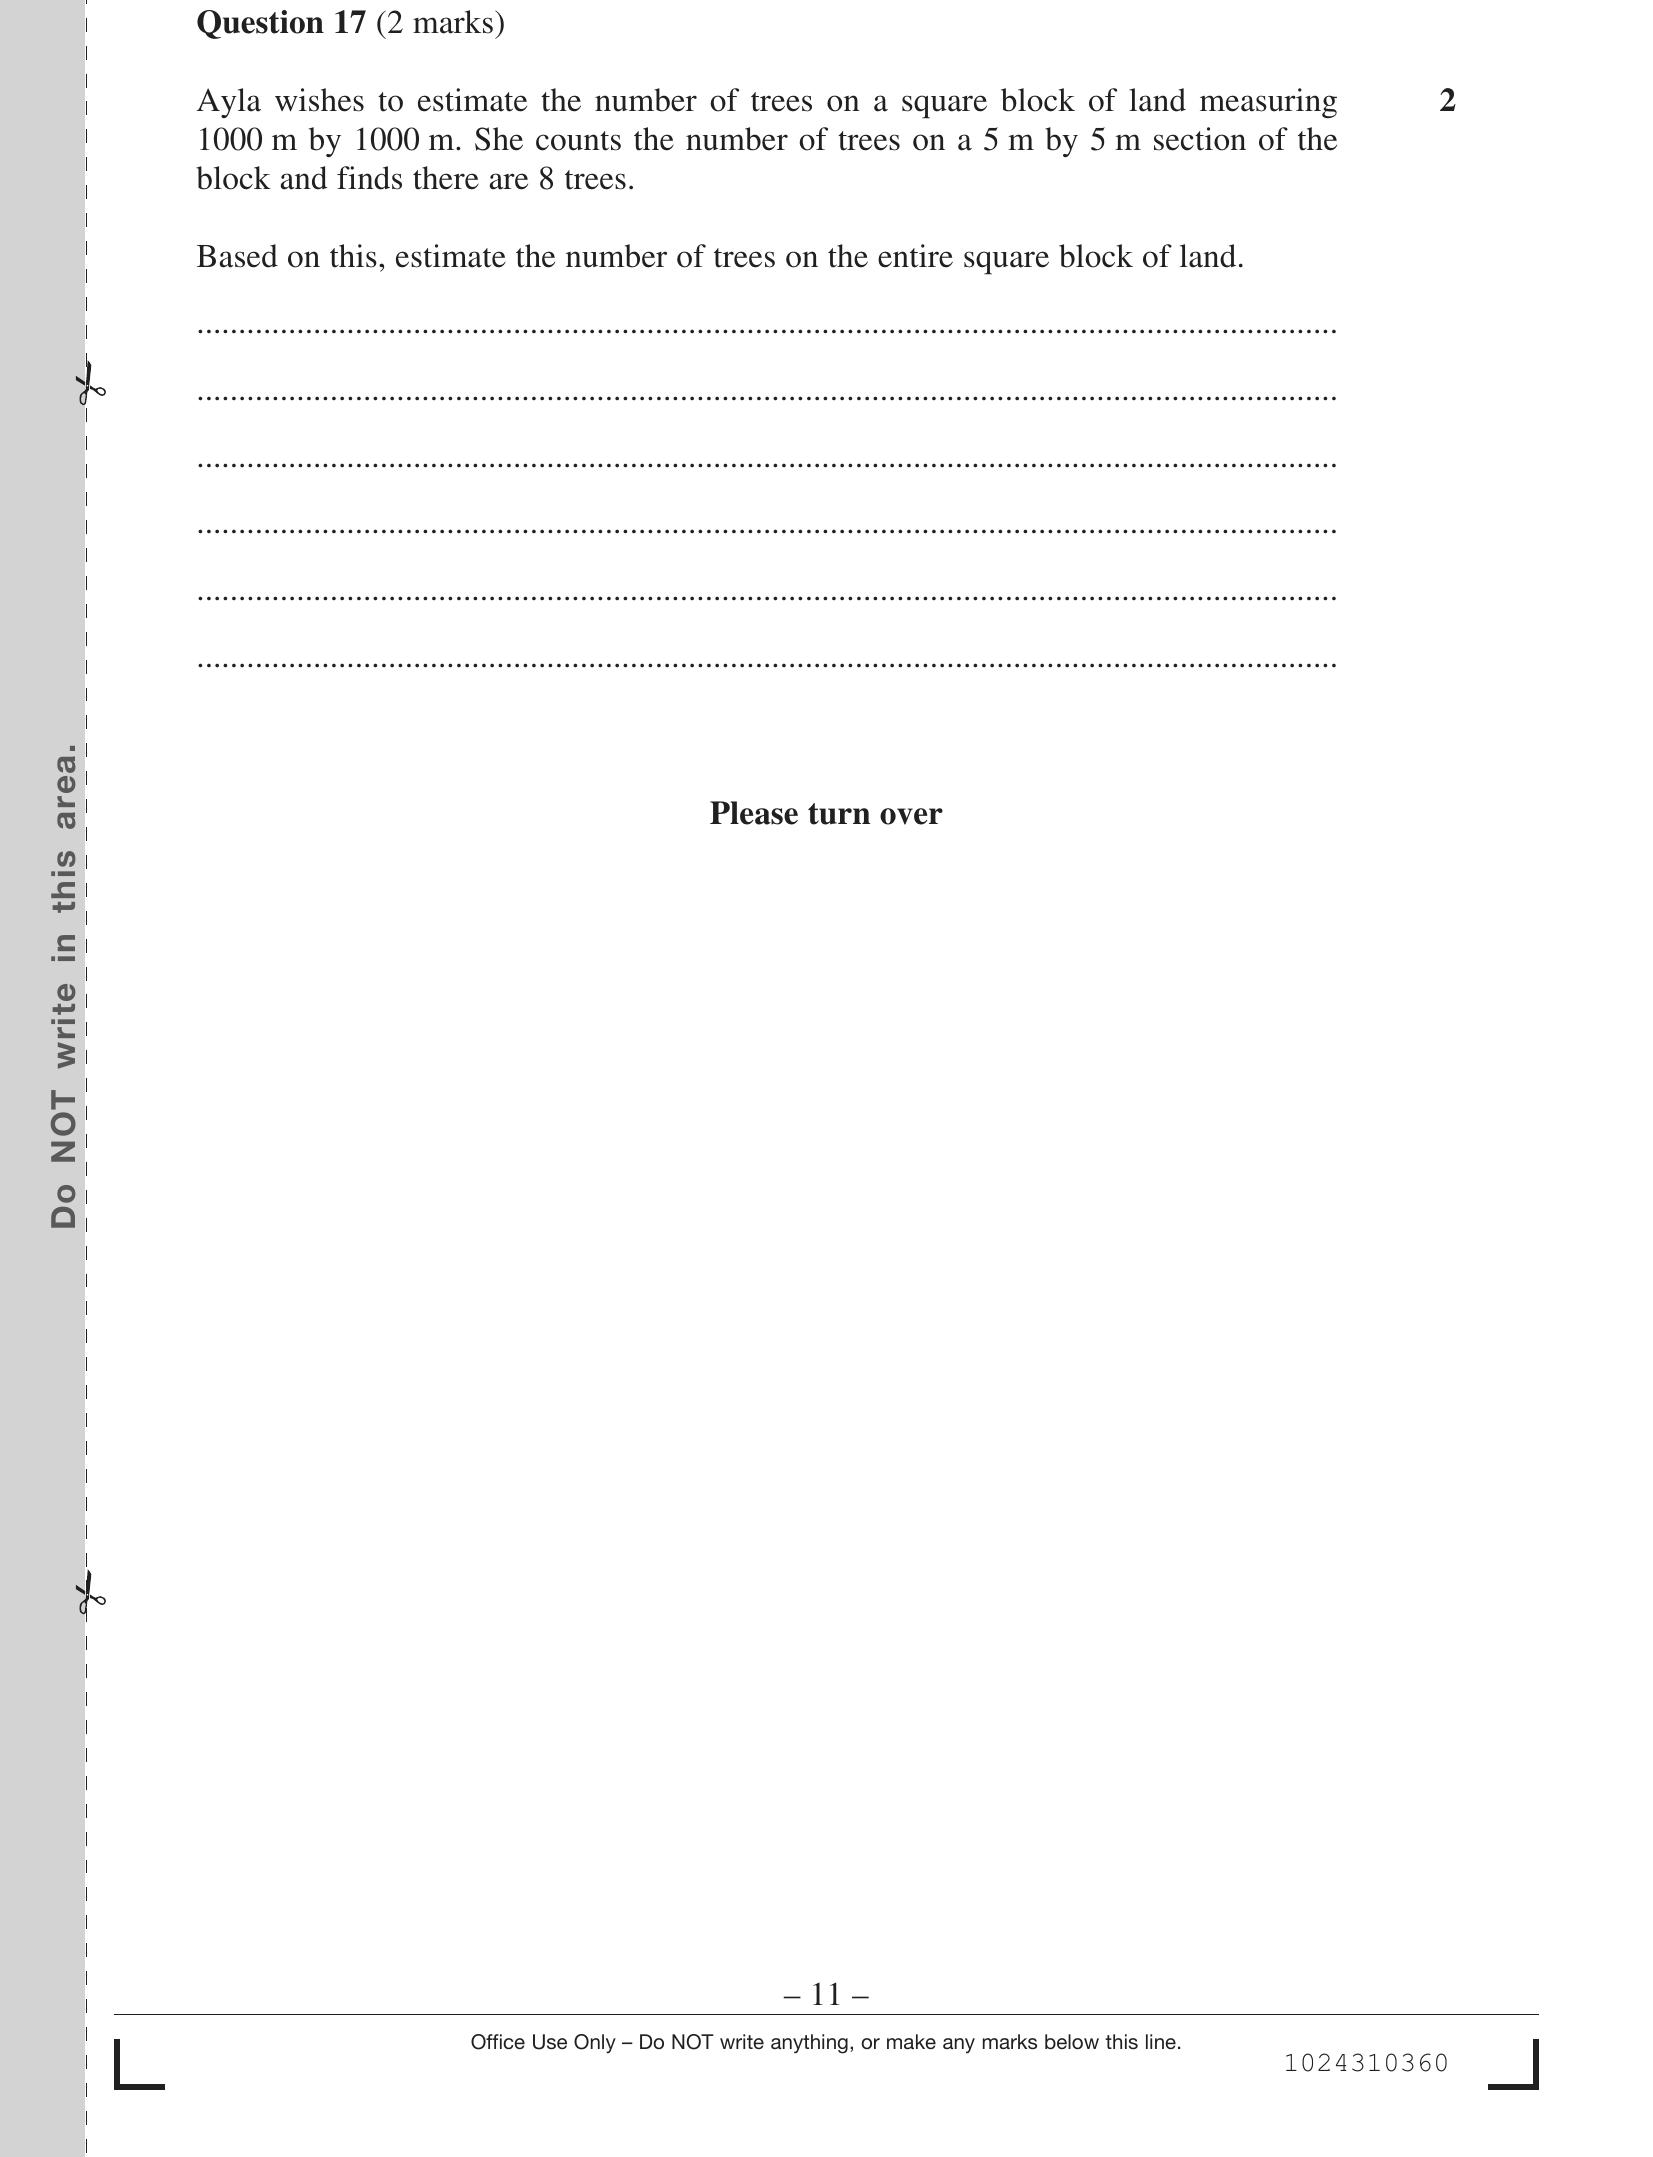 Question 17 (2 marks)
Ayla wishes to estimate the number of trees on a square block of land measuring 2
1000 m by 1000 m. She counts the number of trees on a 5 m by 5 m section of the
block and finds there are 8 trees.
Based on this, estimate the number of trees on the entire square block of land.
................................................................................
................................................................................
................................................................................
................................................................................
................................................................................
................................................................................
Do NOT write in this area.
Please turn over
– 11 –
Office Use Only – Do NOT write anything, or make any marks below this line.
1024310360